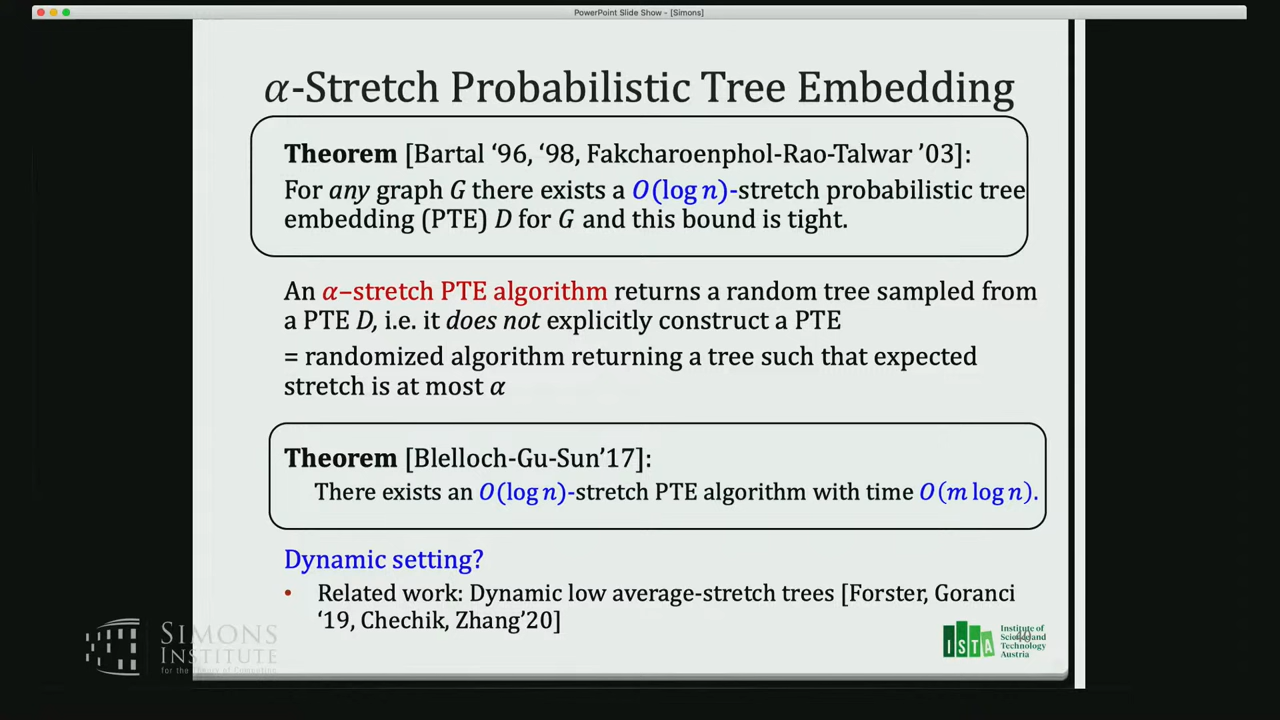 PowerPoint Slide Show - [Simons]
α-Stretch Probabilistic Tree Embedding
Theorem [Bartal ‘96, ‘98, Fakcharoenphol-Rao-Talwar ’03]:
For any graph G there exists a O(log n)-stretch probabilistic tree
embedding (PTE) D for G and this bound is tight.
An α–stretch PTE algorithm returns a random tree sampled from
a PTE D, i.e. it does not explicitly construct a PTE
= randomized algorithm returning a tree such that expected
stretch is at most α
Theorem [Blelloch-Gu-Sun’17]:
There exists an O(log n)-stretch PTE algorithm with time O(m log n).
Dynamic setting?
• Related work: Dynamic low average-stretch trees [Forster, Goranci
‘19, Chechik, Zhang’20]
SIMONS
INSTITUTE
for the Theory of Computing
ISTA
Institute of
Science and
Technology
Austria